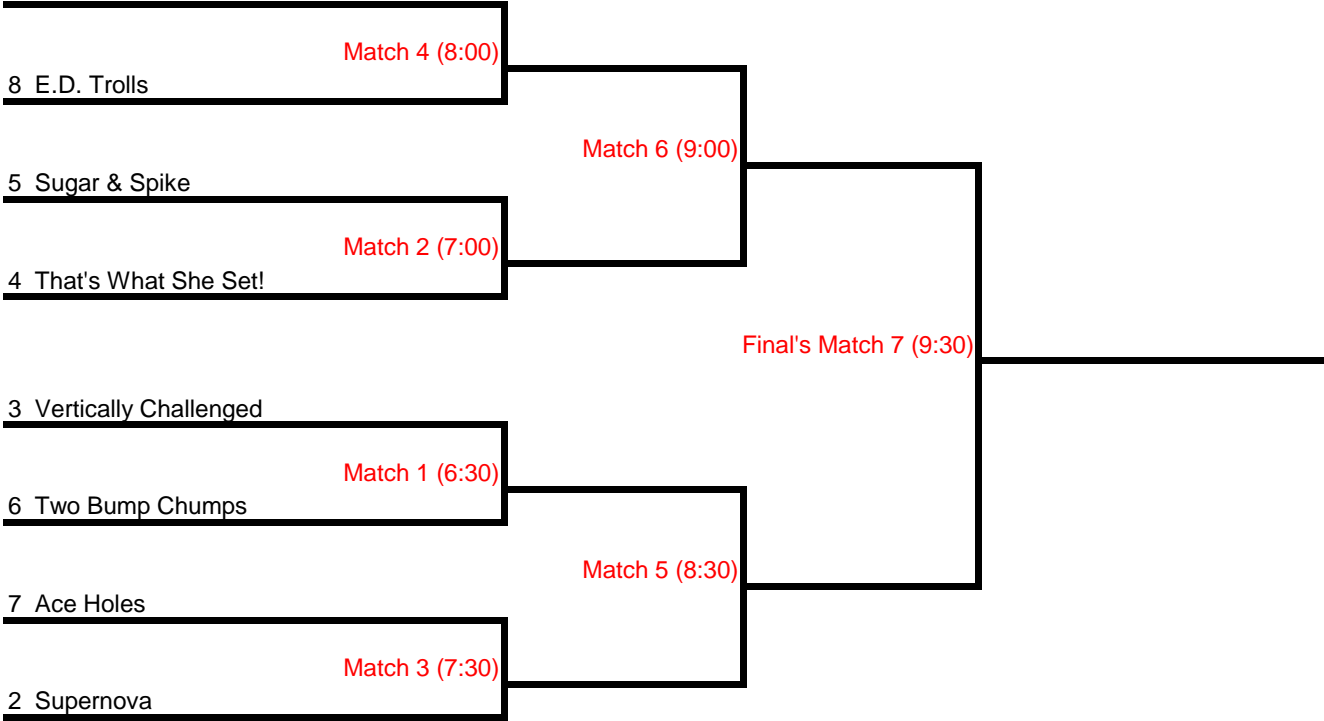 Match 4 (8:00)
8 E.D. Trolls
Match 6 (9:00)
5 Sugar & Spike
Match 2 (7:00)
4 That's What She Set!
Final's Match 7 (9:30)
3 Vertically Challenged
Match 1 (6:30)
6 Two Bump Chumps
Match 5 (8:30)
7 Ace Holes
Match 3 (7:30)
2 Supernova